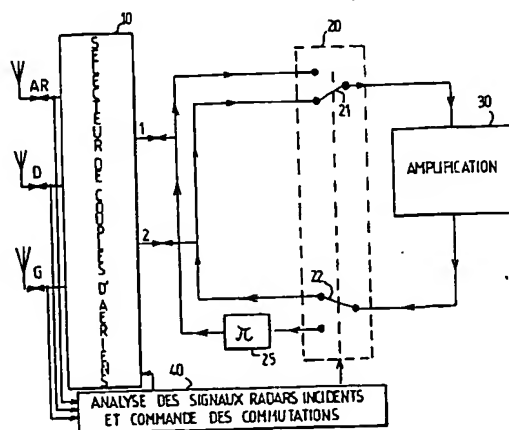 10
20
30
AR
D
G
SELECTEUR DE COUPLES D'AERIENS
1
2
21
22
AMPLIFICATION
π
25
40
ANALYSE DES SIGNAUX RADARS INCIDENTS
ET COMMANDE DES COMMUTATIONS